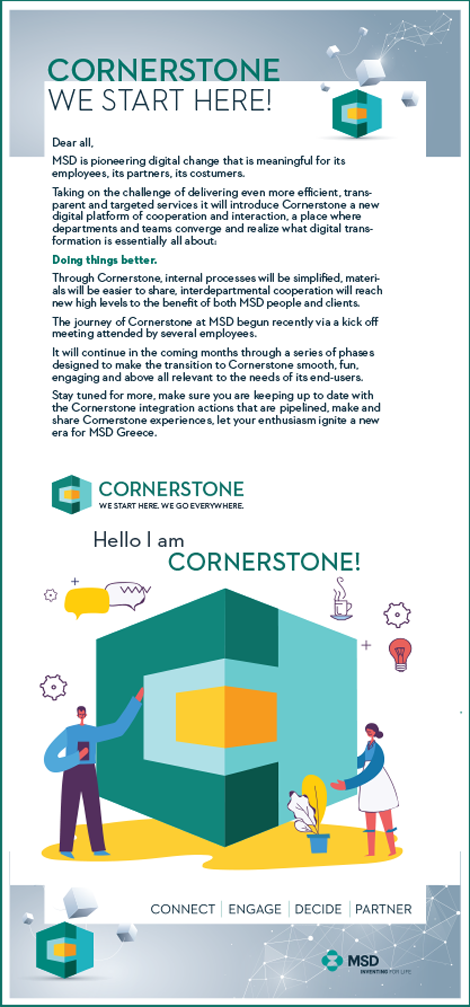 CORNERSTONE
WE START HERE!
Dear all,
MSD is pioneering digital change that is meaningful for its
employees, its partners, its costumers.
Taking on the challenge of delivering even more efficient, trans-
parent and targeted services it will introduce Cornerstone a new
digital platform of cooperation and interaction, a place where
departments and teams converge and realize what digital trans-
formation is essentially all about:
Doing things better.
Through Cornerstone, internal processes will be simplified, materi-
als will be easier to share, interdepartmental cooperation will reach
new high levels to the benefit of both MSD people and clients.
The journey of Cornerstone at MSD begun recently via a kick off
meeting attended by several employees.
It will continue in the coming months through a series of phases
designed to make the transition to Cornerstone smooth, fun,
engaging and above all relevant to the needs of its end-users.
Stay tuned for more, make sure you are keeping up to date with
the Cornerstone integration actions that are pipelined, make and
share Cornerstone experiences, let your enthusiasm ignite a new
era for MSD Greece.
CORNERSTONE
WE START HERE. WE GO EVERYWHERE.
Hello I am
CORNERSTONE!
CONNECT | ENGAGE | DECIDE | PARTNER
MSD
INVENTING FOR LIFE